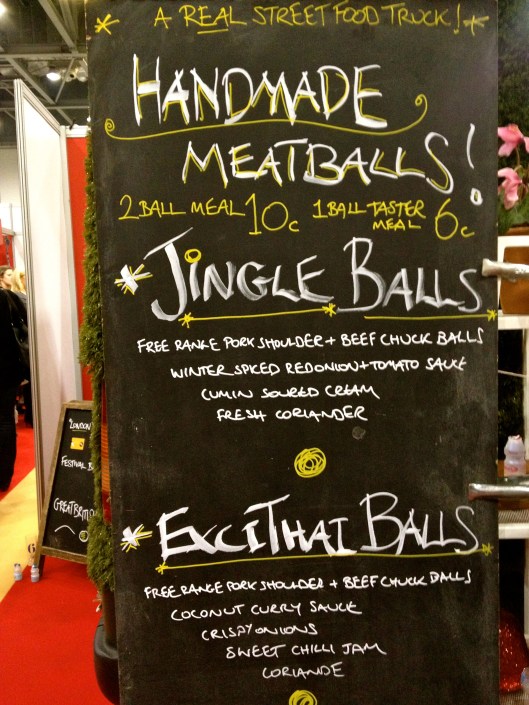 * A REAL STREET FOOD TRUCK! *
HANDMADE
MEATBALLS!
2 BALL MEAL 10c 1 BALL TASTER MEAL 6c
* JINGLE BALLS
FREE RANGE PORK SHOULDER + BEEF CHUCK BALLS
WINTER SPICED RED ONION + TOMATO SAUCE
CUMIN SOURED CREAM
FRESH CORIANDER
* EXCITHAI BALLS
FREE RANGE PORK SHOULDER + BEEF CHUCK BALLS
COCONUT CURRY SAUCE
CRISPY ONIONS
SWEET CHILLI JAM
CORIANDE
LONDON
FESTIVAL